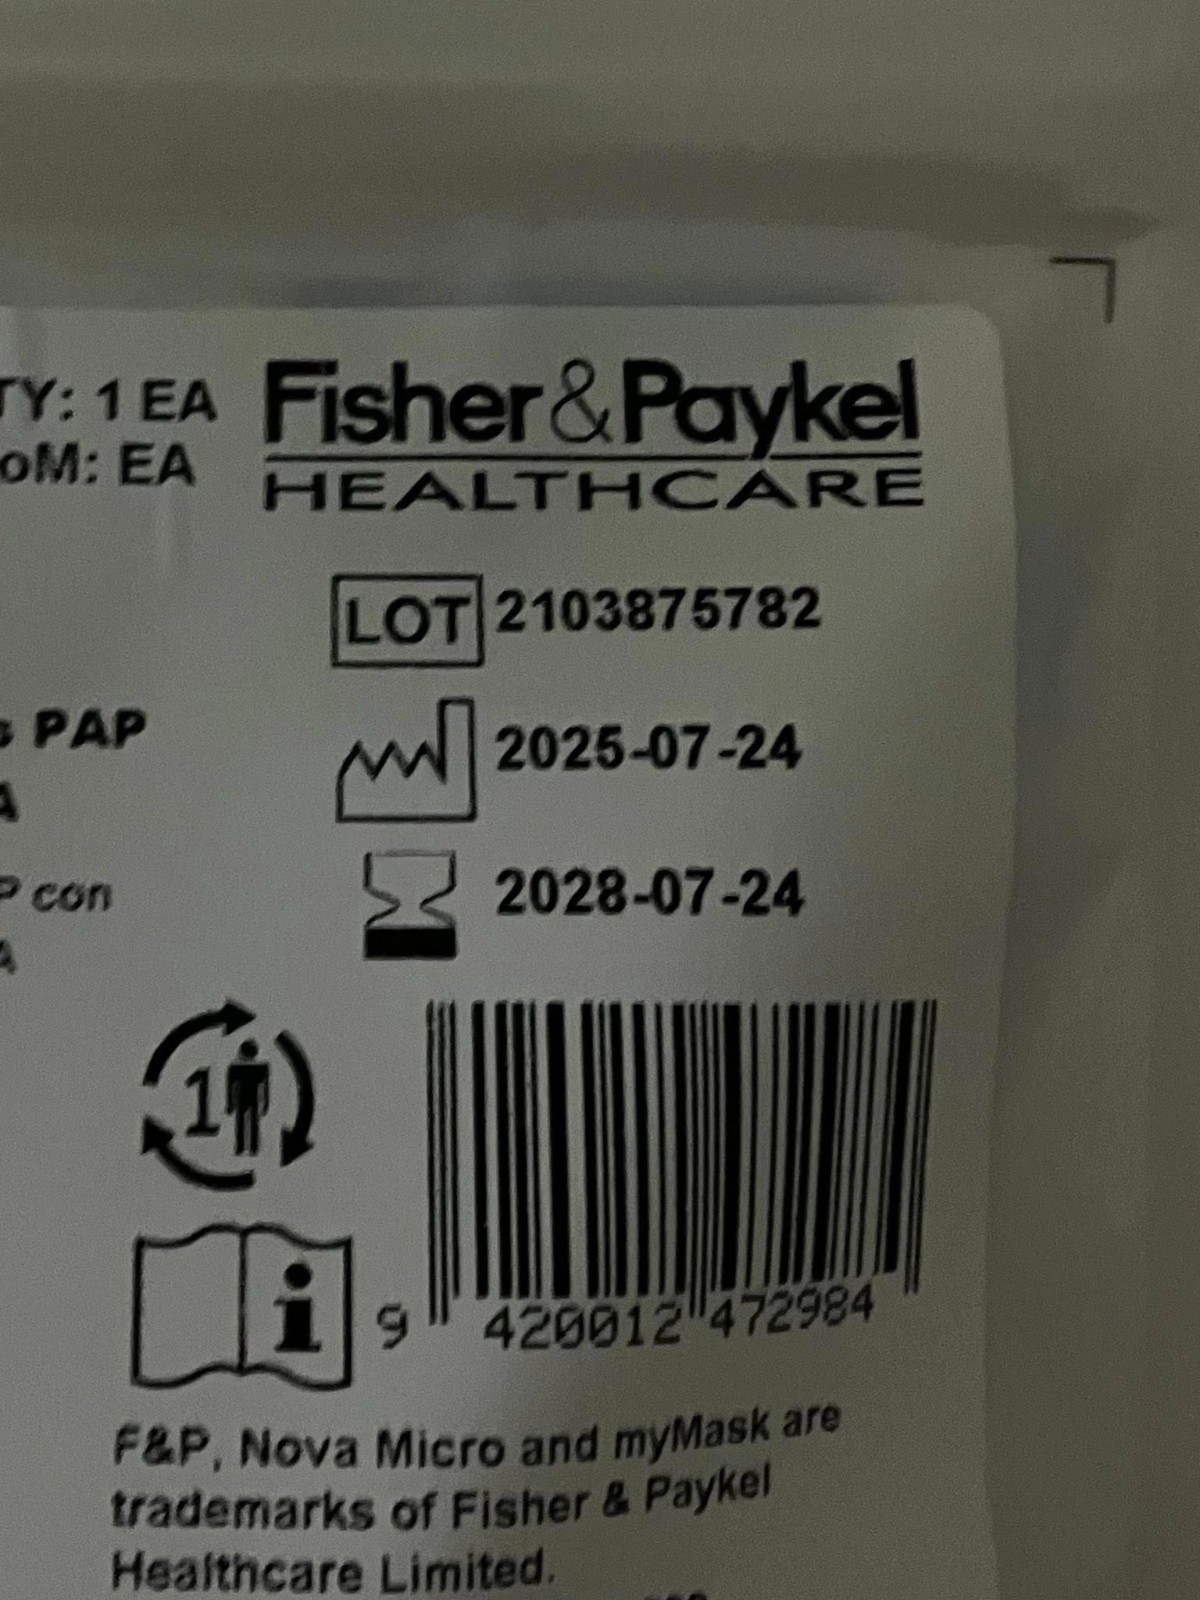 TY: 1 EA
oM: EA
Fisher&Paykel
HEALTHCARE
LOT 2103875782
2025-07-24
s PAP
A
2028-07-24
P con
A
1
i
9 420012 472984
F&P, Nova Micro and myMask are
trademarks of Fisher & Paykel
Healthcare Limited.